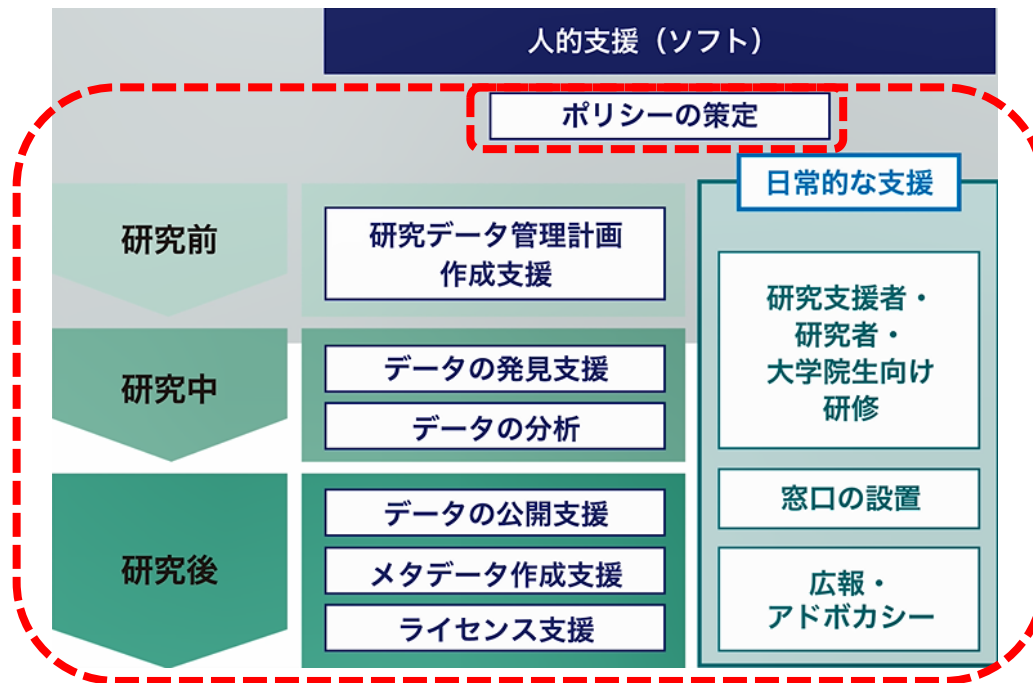 人的支援（ソフト）
ポリシーの策定
日常的な支援
研究前
研究データ管理計画
作成支援
研究支援者・
研究者・
大学院生向け
研修
研究中
データの発見支援
データの分析
窓口の設置
研究後
データの公開支援
メタデータ作成支援
ライセンス支援
広報・
アドボカシー